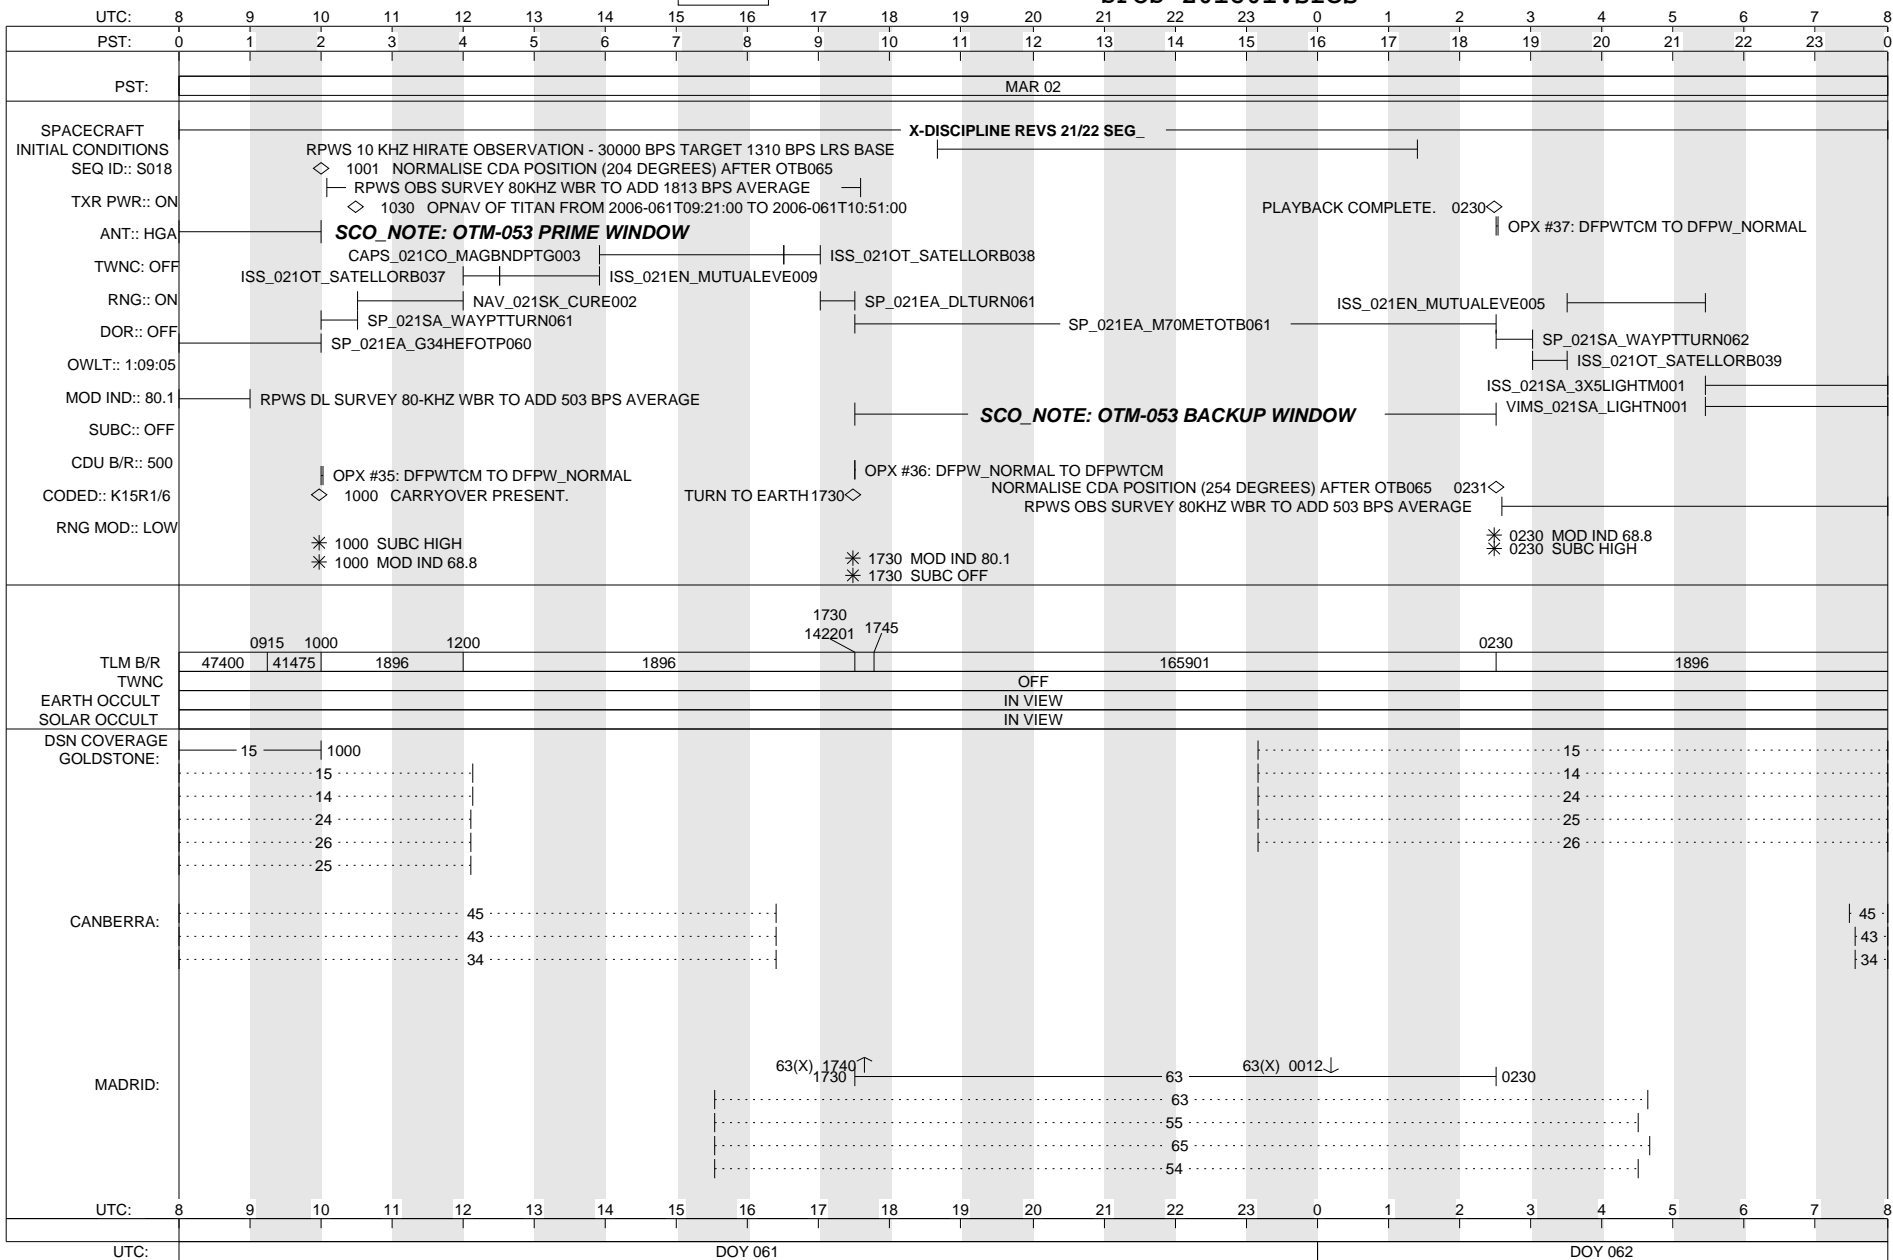 UTC: 8 9 10 11 12 13 14 15 16 17 18 19 20 21 22 23 0 1 2 3 4 5 6 7 8
PST: 0 1 2 3 4 5 6 7 8 9 10 11 12 13 14 15 16 17 18 19 20 21 22 23 0
PST: MAR 02
SPACECRAFT X-DISCIPLINE REVS 21/22 SEG_
INITIAL CONDITIONS RPWS 10 KHZ HIRATE OBSERVATION - 30000 BPS TARGET 1310 BPS LRS BASE
SEQ ID:: S018 1001 NORMALISE CDA POSITION (204 DEGREES) AFTER OTB065
RPWS OBS SURVEY 80KHZ WBR TO ADD 1813 BPS AVERAGE
TXR PWR:: ON 1030 OPNAV OF TITAN FROM 2006-061T09:21:00 TO 2006-061T10:51:00 PLAYBACK COMPLETE. 0230
OPX #37: DFPWTCM TO DFPW_NORMAL
ANT:: HGA SCO_NOTE: OTM-053 PRIME WINDOW
CAPS_021CO_MAGBNDPTG003 ISS_021OT_SATELLORB038
TWNC: OFF ISS_021OT_SATELLORB037 ISS_021EN_MUTUALEVE009
RNG:: ON NAV_021SK_CURE002 SP_021EA_DLTURN061 ISS_021EN_MUTUALEVE005
SP_021SA_WAYPTTURN061 SP_021EA_M70METOTB061
DOR:: OFF SP_021EA_G34HEFOTP060 SP_021SA_WAYPTTURN062
OWLT:: 1:09:05 ISS_021OT_SATELLORB039
ISS_021SA_3X5LIGHTM001
MOD IND:: 80.1 RPWS DL SURVEY 80-KHZ WBR TO ADD 503 BPS AVERAGE VIMS_021SA_LIGHTN001
SCO_NOTE: OTM-053 BACKUP WINDOW
SUBC:: OFF
CDU B/R:: 500 OPX #35: DFPWTCM TO DFPW_NORMAL OPX #36: DFPW_NORMAL TO DFPWTCM
CODED:: K15R1/6 1000 CARRYOVER PRESENT. TURN TO EARTH 1730 NORMALISE CDA POSITION (254 DEGREES) AFTER OTB065 0231
RPWS OBS SURVEY 80KHZ WBR TO ADD 503 BPS AVERAGE
RNG MOD:: LOW
1000 SUBC HIGH 0230 MOD IND 68.8
1000 MOD IND 68.8 1730 MOD IND 80.1 0230 SUBC HIGH
1730 SUBC OFF
1730
142201 1745
0915 1000 1200 0230
TLM B/R 47400 41475 1896 1896 165901 1896
TWNC OFF
EARTH OCCULT IN VIEW
SOLAR OCCULT IN VIEW
DSN COVERAGE
GOLDSTONE: 15 1000 15
15 14
14 24
24 25
26 26
25
CANBERRA: 45 45
43 43
34 34
63(X) 1740 63(X) 0012
MADRID: 1730 63 0230
63
55
65
54
UTC: 8 9 10 11 12 13 14 15 16 17 18 19 20 21 22 23 0 1 2 3 4 5 6 7 8
UTC: DOY 061 DOY 062